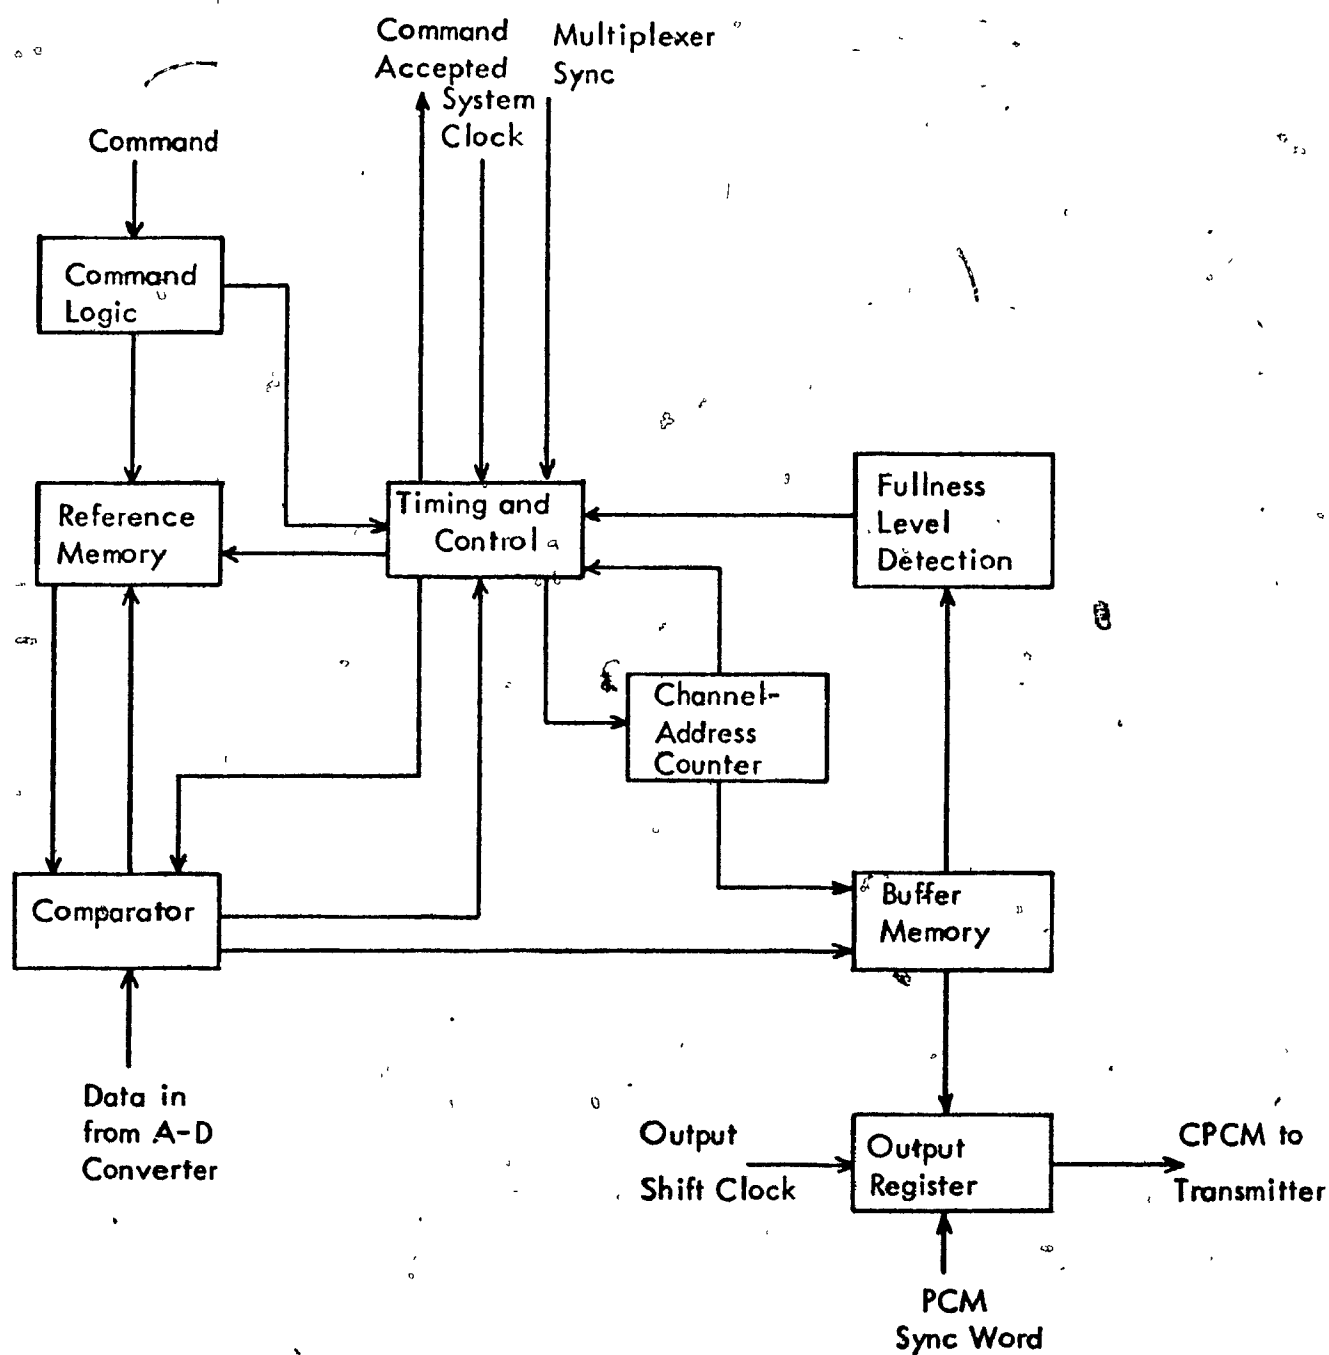 Command
Accepted
Multiplexer
Sync
System
Clock
Command
Command
Logic
Reference
Memory
Timing and
Control
Fullness
Level
Detection
Channel-
Address
Counter
Comparator
Buffer
Memory
Data in
from A-D
Converter
Output
Shift Clock
Output
Register
CPCM to
Transmitter
PCM
Sync Word